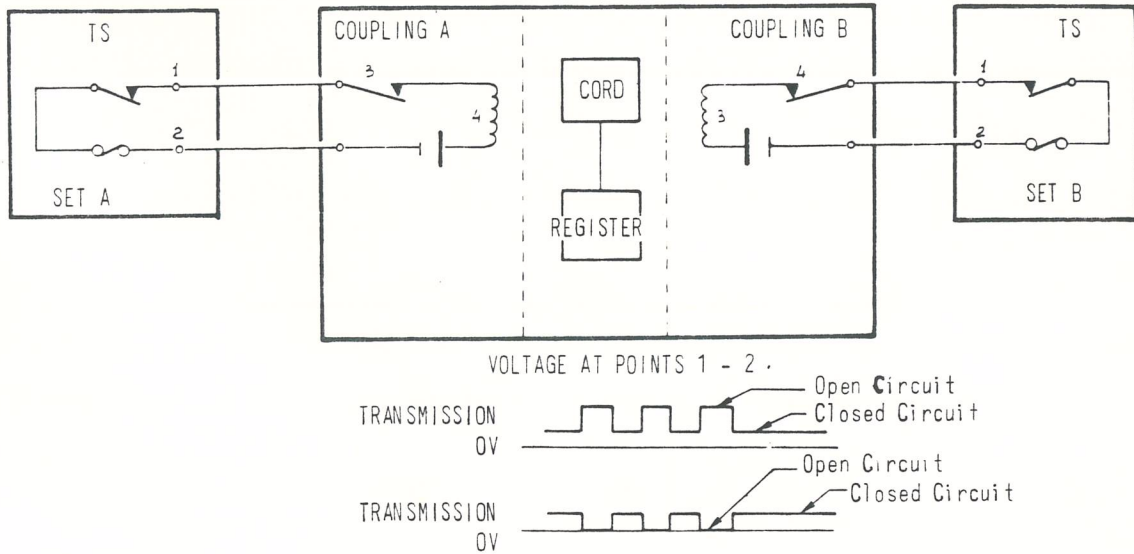 TS
COUPLING A
COUPLING B
TS
1
3
4
1
CORD
4
3
2
2
SET A
REGISTER
SET B
VOLTAGE AT POINTS 1 - 2.
Open Circuit
TRANSMISSION
Closed Circuit
0V
Open Circuit
Closed Circuit
TRANSMISSION
0V